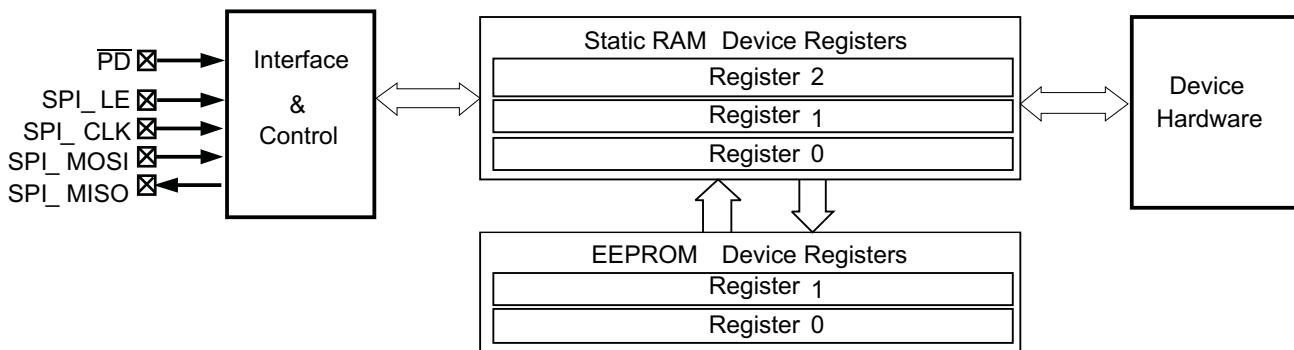 PD
SPI_ LE
SPI_ CLK
SPI_ MOSI
SPI_ MISO
Interface
&
Control
Static RAM Device Registers
Register 2
Register 1
Register 0
EEPROM Device Registers
Register 1
Register 0
Device
Hardware